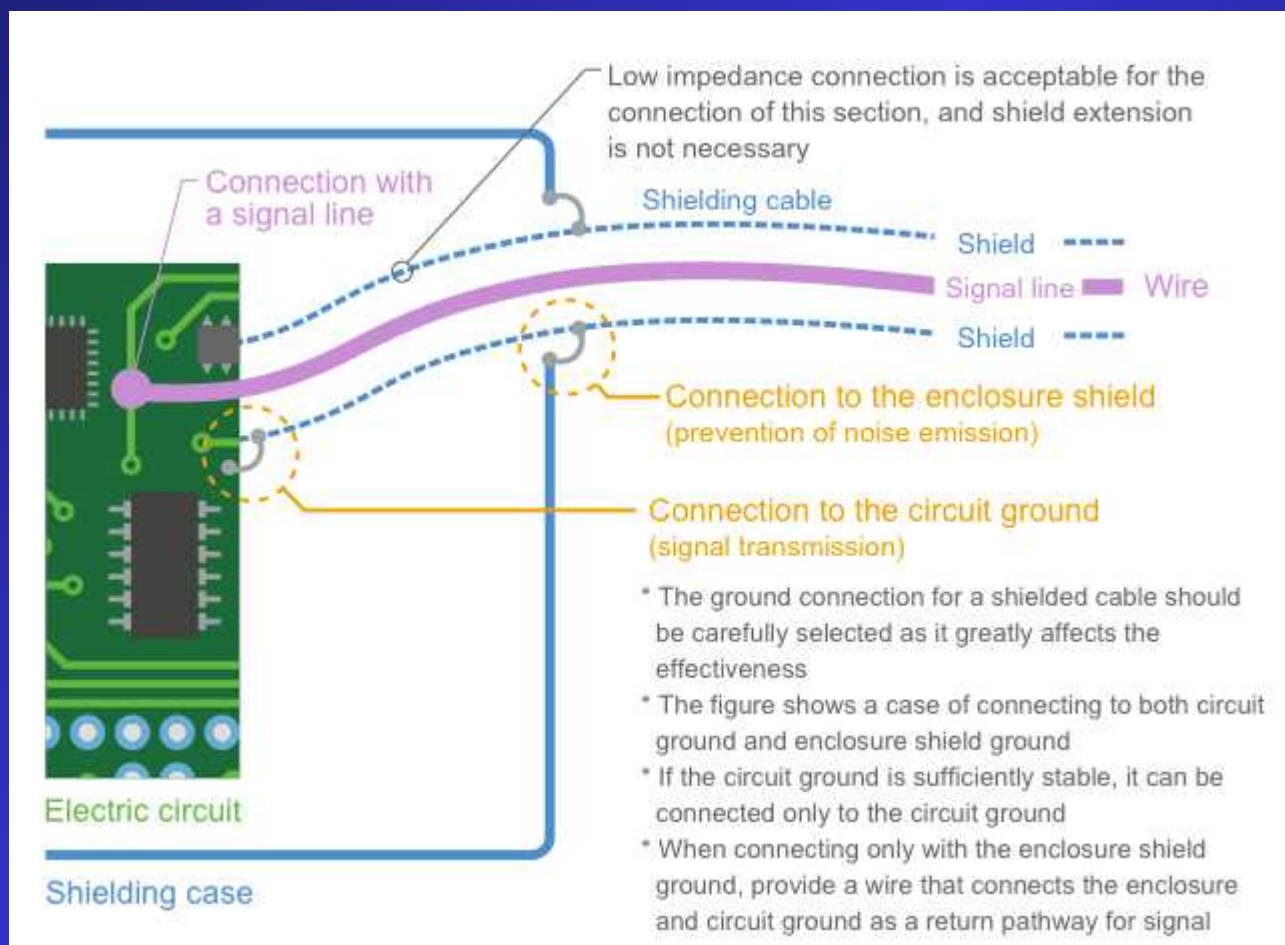 Low impedance connection is acceptable for the
connection of this section, and shield extension
is not necessary
Connection with
a signal line
Shielding cable
Shield
Signal line
Wire
Shield
Connection to the enclosure shield
(prevention of noise emission)
Connection to the circuit ground
(signal transmission)
* The ground connection for a shielded cable should
be carefully selected as it greatly affects the
effectiveness
* The figure shows a case of connecting to both circuit
ground and enclosure shield ground
* If the circuit ground is sufficiently stable, it can be
connected only to the circuit ground
* When connecting only with the enclosure shield
ground, provide a wire that connects the enclosure
and circuit ground as a return pathway for signal
Electric circuit
Shielding case